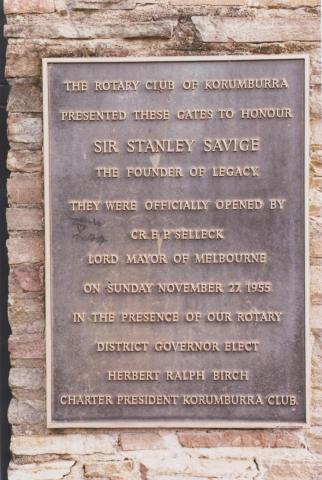 THE ROTARY CLUB OF KORUMBURRA
PRESENTED THESE GATES TO HONOUR
SIR STANLEY SAVIGE
THE FOUNDER OF LEGACY.
THEY WERE OFFICIALLY OPENED BY
CR. E. P. SELLECK
LORD MAYOR OF MELBOURNE
ON SUNDAY NOVEMBER 27, 1955
IN THE PRESENCE OF OUR ROTARY
DISTRICT GOVERNOR ELECT
HERBERT RALPH BIRCH
CHARTER PRESIDENT KORUMBURRA CLUB.